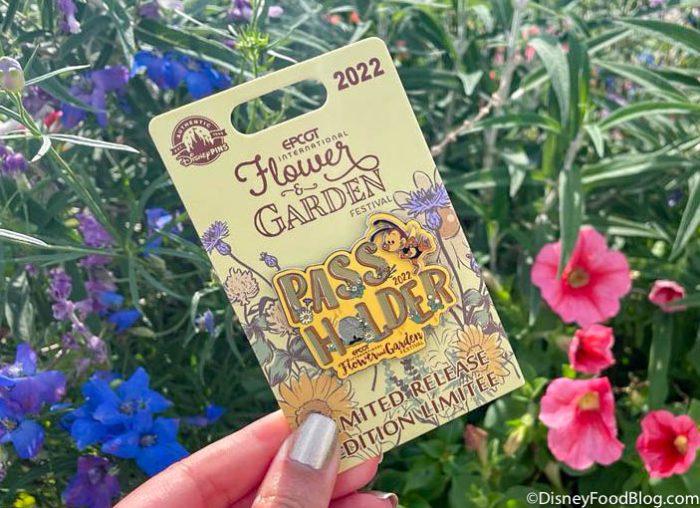 2022
AUTHENTIC
Disney PINS
EPCOT
INTERNATIONAL
Flower
&
GARDEN
FESTIVAL
PASS
2022
HOLDER
EPCOT
Flower and Garden
FESTIVAL
LIMITED RELEASE
EDITION LIMITÉE
©DisneyFoodBlog.com